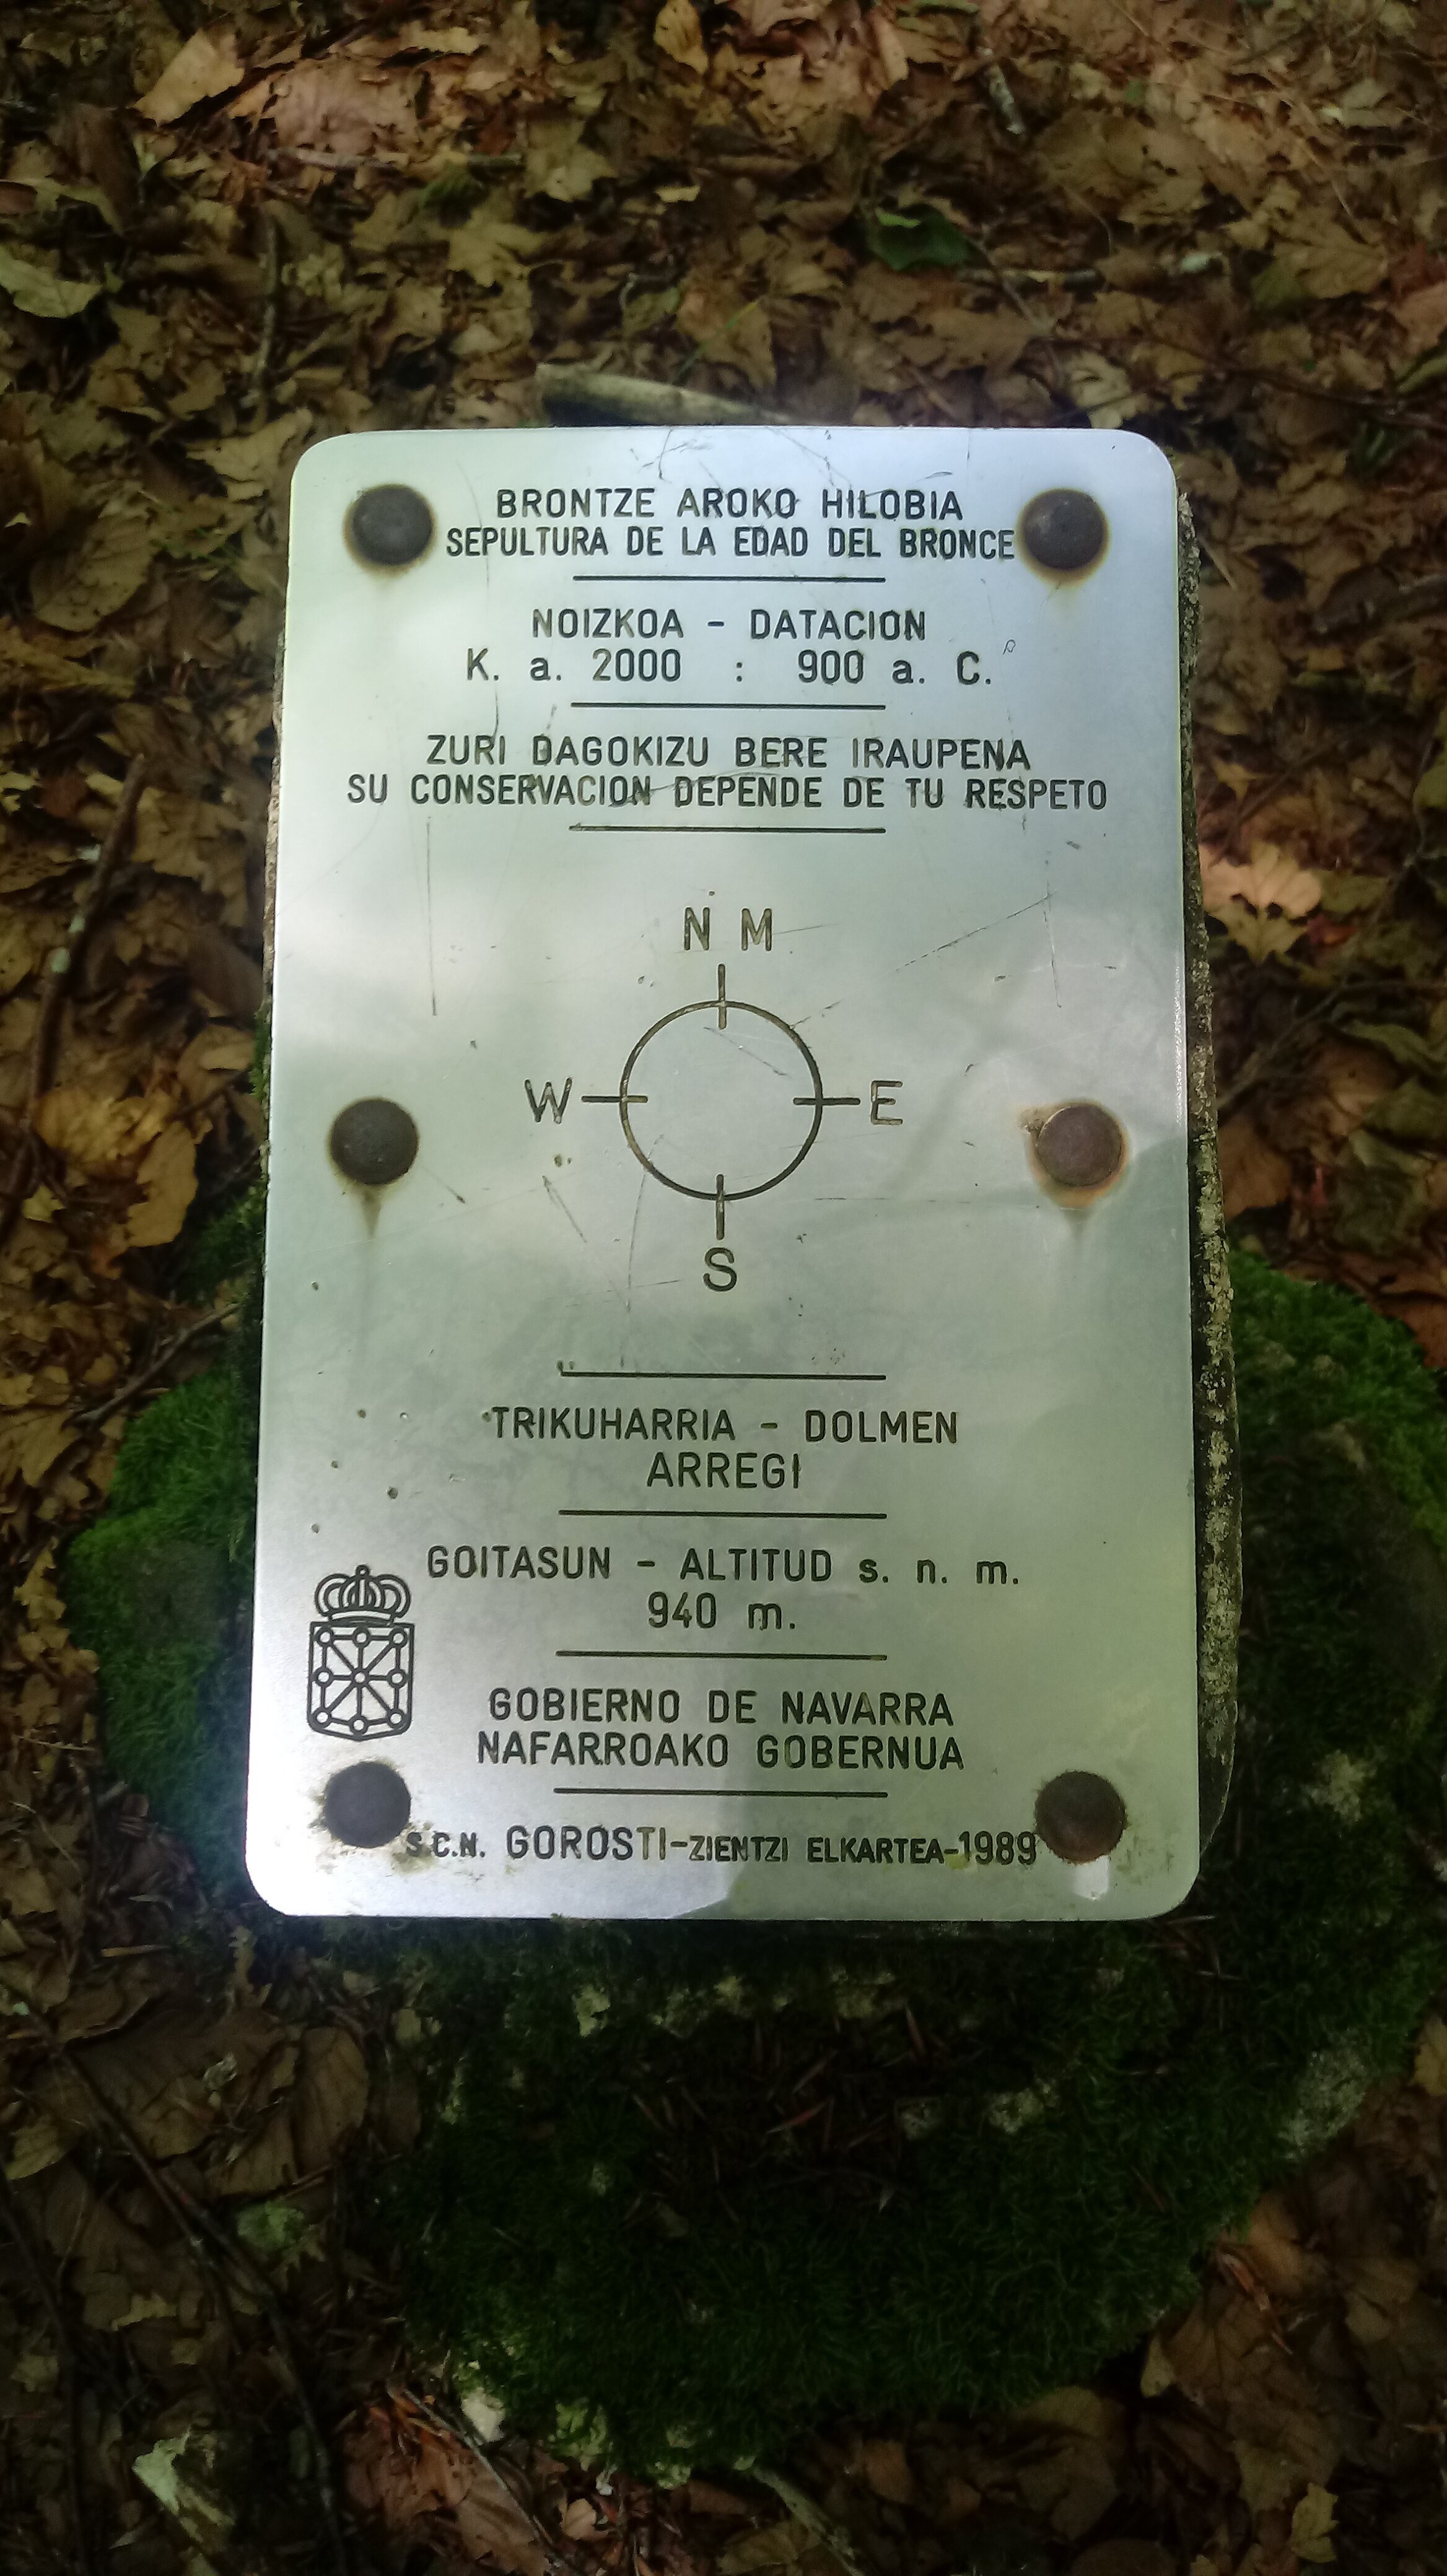 BRONTZE AROKO HILOBIA
SEPULTURA DE LA EDAD DEL BRONCE
NOIZKOA - DATACION
K. a. 2000 : 900 a. C.
ZURI DAGOKIZU BERE IRAUPENA
SU CONSERVACION DEPENDE DE TU RESPETO
N M
W E
S
TRIKUHARRIA - DOLMEN
ARREGI
GOITASUN - ALTITUD s. n. m.
940 m.
GOBIERNO DE NAVARRA
NAFARROAKO GOBERNUA
S.C.N. GOROSTI-ZIENTZI ELKARTEA-1989